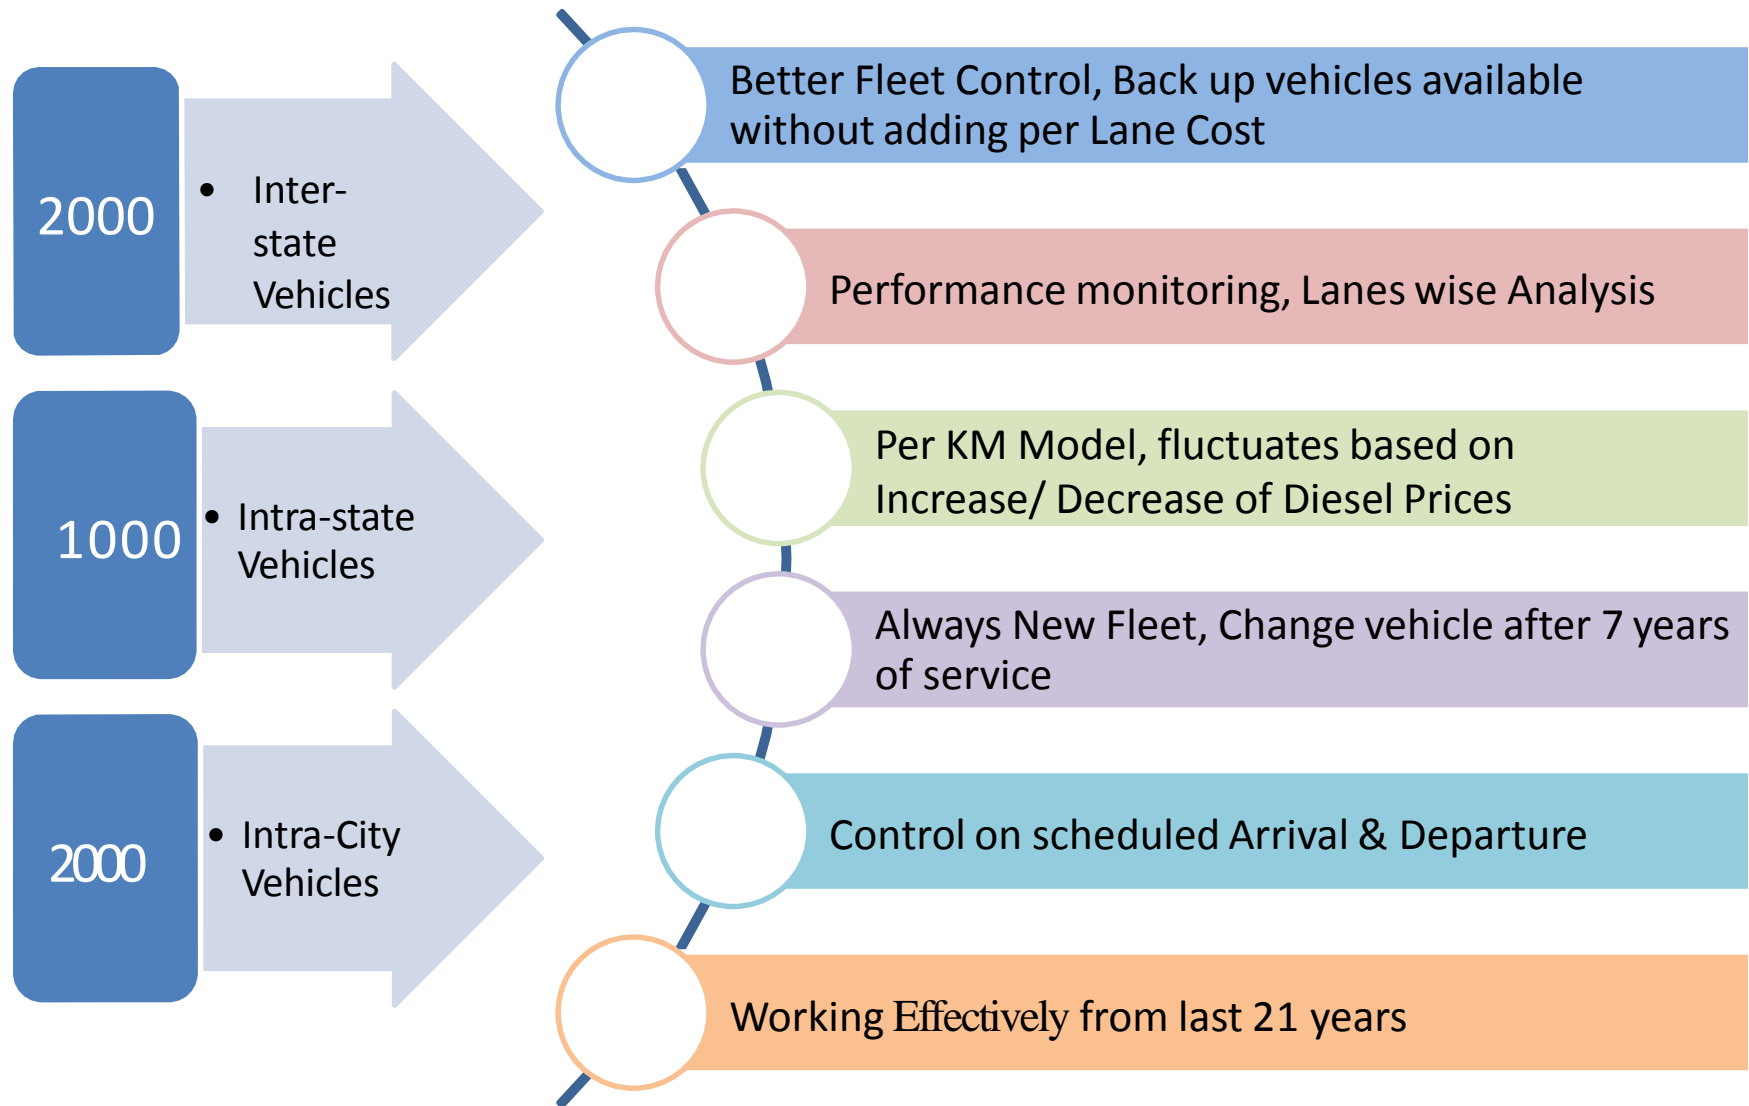 2000
• Inter-
state
Vehicles
1000
• Intra-state
Vehicles
2000
• Intra-City
Vehicles
Better Fleet Control, Back up vehicles available
without adding per Lane Cost
Performance monitoring, Lanes wise Analysis
Per KM Model, fluctuates based on
Increase/ Decrease of Diesel Prices
Always New Fleet, Change vehicle after 7 years
of service
Control on scheduled Arrival & Departure
Working Effectively from last 21 years